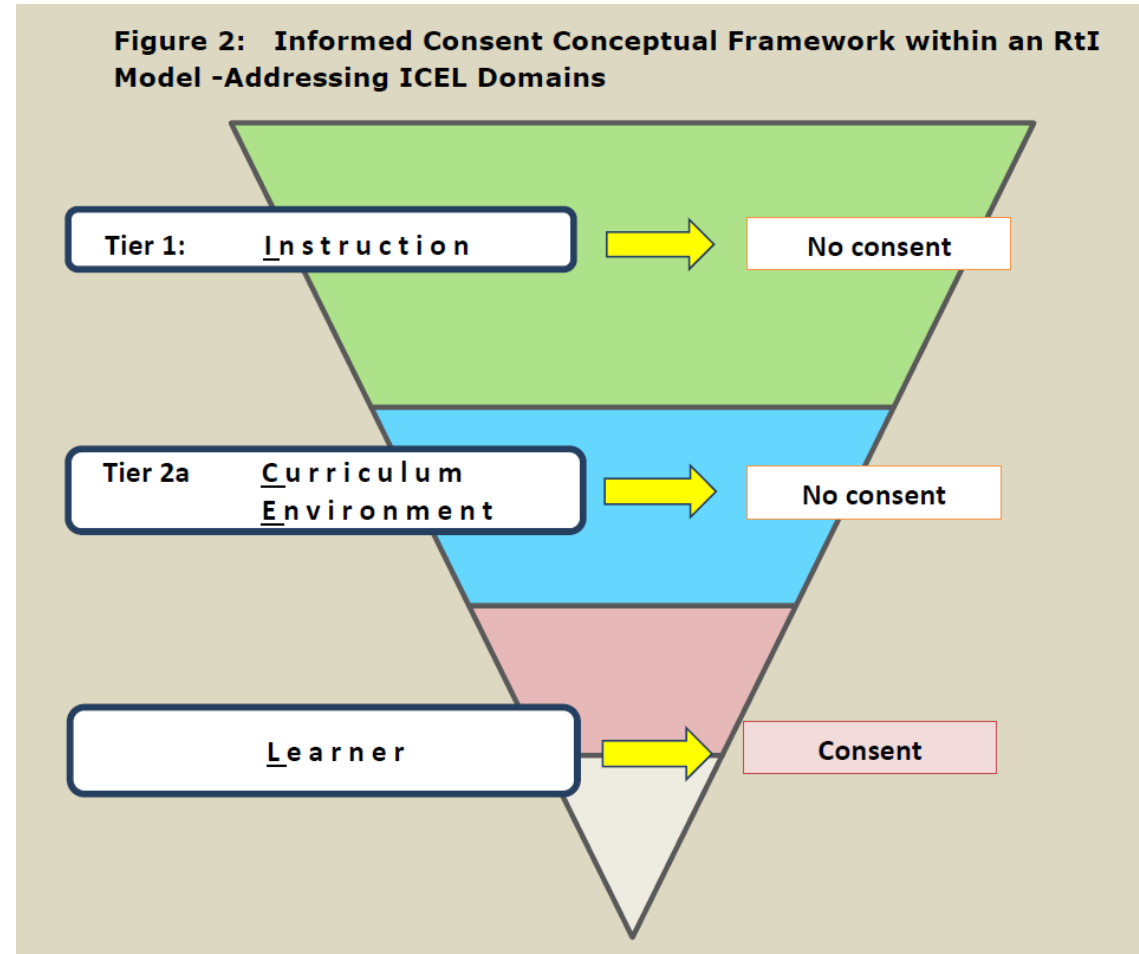 Figure 2: Informed Consent Conceptual Framework within an RtI
Model -Addressing ICEL Domains
Tier 1: Instruction
No consent
Tier 2a Curriculum
Environment
No consent
Learner
Consent